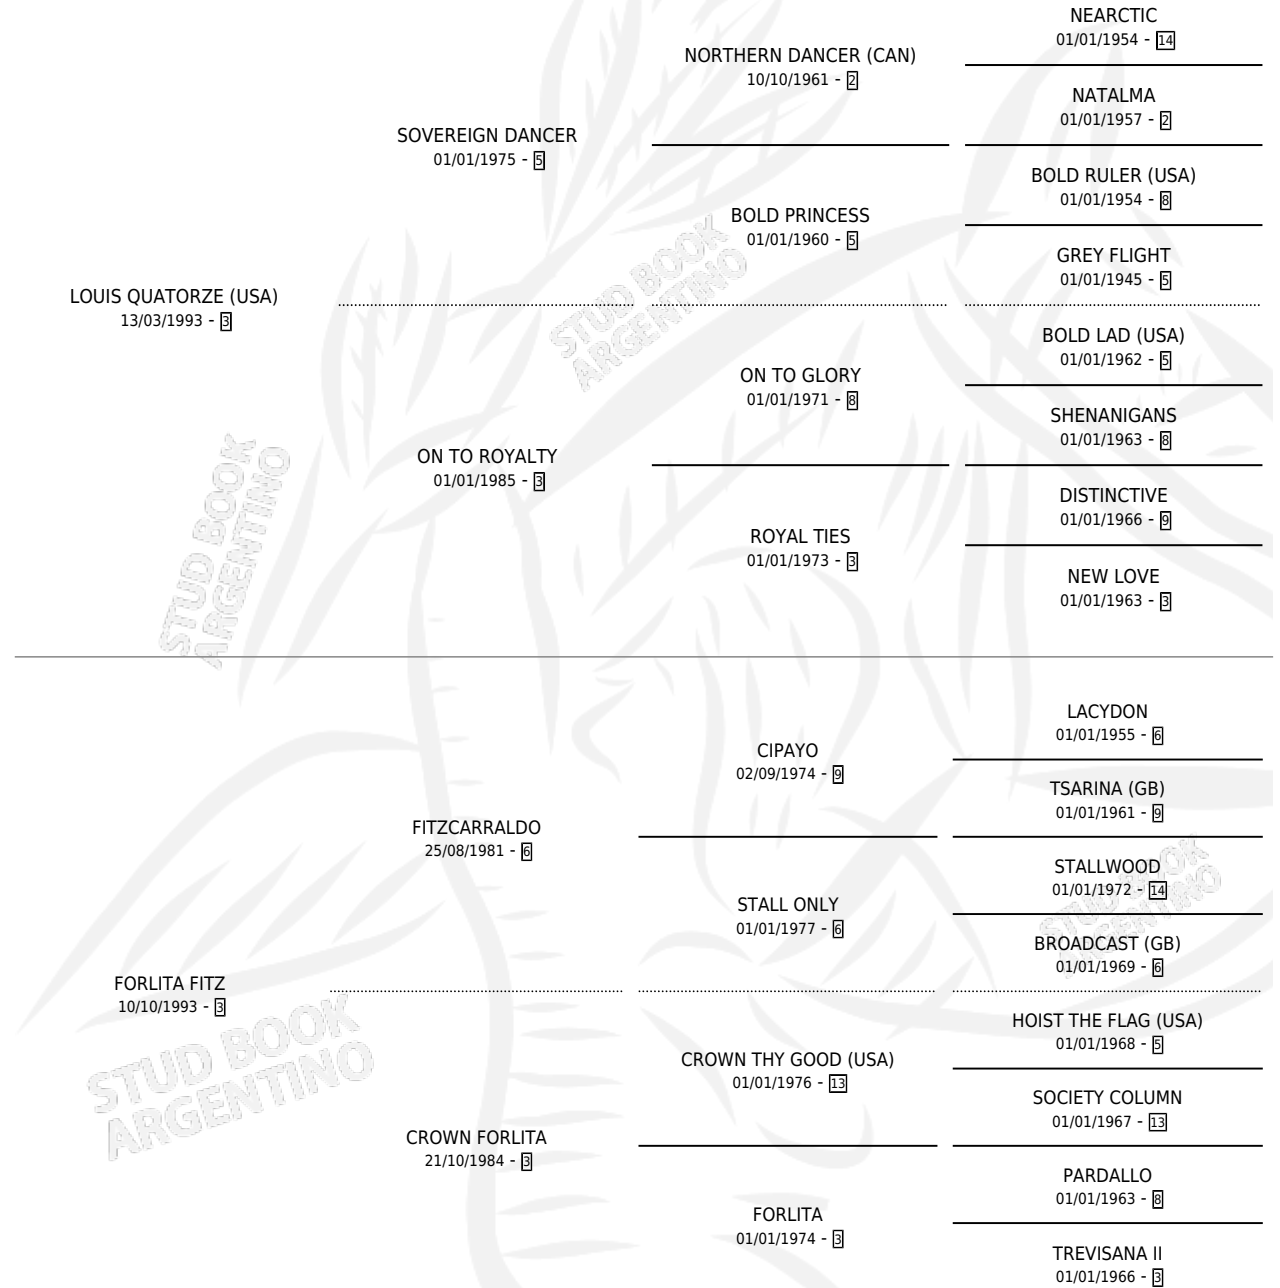 NEARCTIC
01/01/1954 - 14
NORTHERN DANCER (CAN)
10/10/1961 - 2
NATALMA
01/01/1957 - 2
SOVEREIGN DANCER
01/01/1975 - 5
BOLD RULER (USA)
01/01/1954 - 8
BOLD PRINCESS
01/01/1960 - 5
GREY FLIGHT
01/01/1945 - 5
LOUIS QUATORZE (USA)
13/03/1993 - 3
STUD BOOK
ARGENTINO
BOLD LAD (USA)
01/01/1962 - 5
ON TO GLORY
01/01/1971 - 8
SHENANIGANS
01/01/1963 - 8
ON TO ROYALTY
01/01/1985 - 3
DISTINCTIVE
01/01/1966 - 9
ROYAL TIES
01/01/1973 - 3
NEW LOVE
01/01/1963 - 3
STUD BOOK
ARGENTINO
LACYDON
01/01/1955 - 6
CIPAYO
02/09/1974 - 9
TSARINA (GB)
01/01/1961 - 9
FITZCARRALDO
25/08/1981 - 6
STALLWOOD
01/01/1972 - 14
STALL ONLY
01/01/1977 - 6
BROADCAST (GB)
01/01/1969 - 6
STUD BOOK
ARGENTINO
FORLITA FITZ
10/10/1993 - 3
HOIST THE FLAG (USA)
01/01/1968 - 5
CROWN THY GOOD (USA)
01/01/1976 - 13
SOCIETY COLUMN
01/01/1967 - 13
CROWN FORLITA
21/10/1984 - 3
PARDALLO
01/01/1963 - 8
FORLITA
01/01/1974 - 3
TREVISANA II
01/01/1966 - 3
STUD BOOK
ARGENTINO